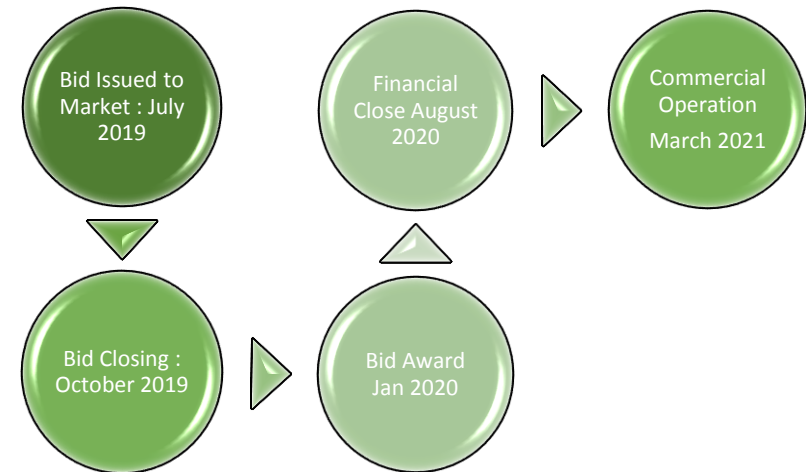 Bid Issued to
Market : July
2019
Bid Closing :
October 2019
Bid Award
Jan 2020
Financial
Close August
2020
Commercial
Operation
March 2021